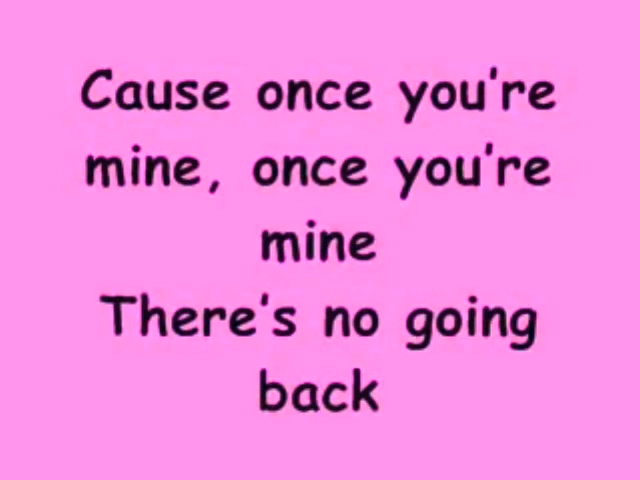 Cause once you're
mine, once you're
mine
There's no going
back